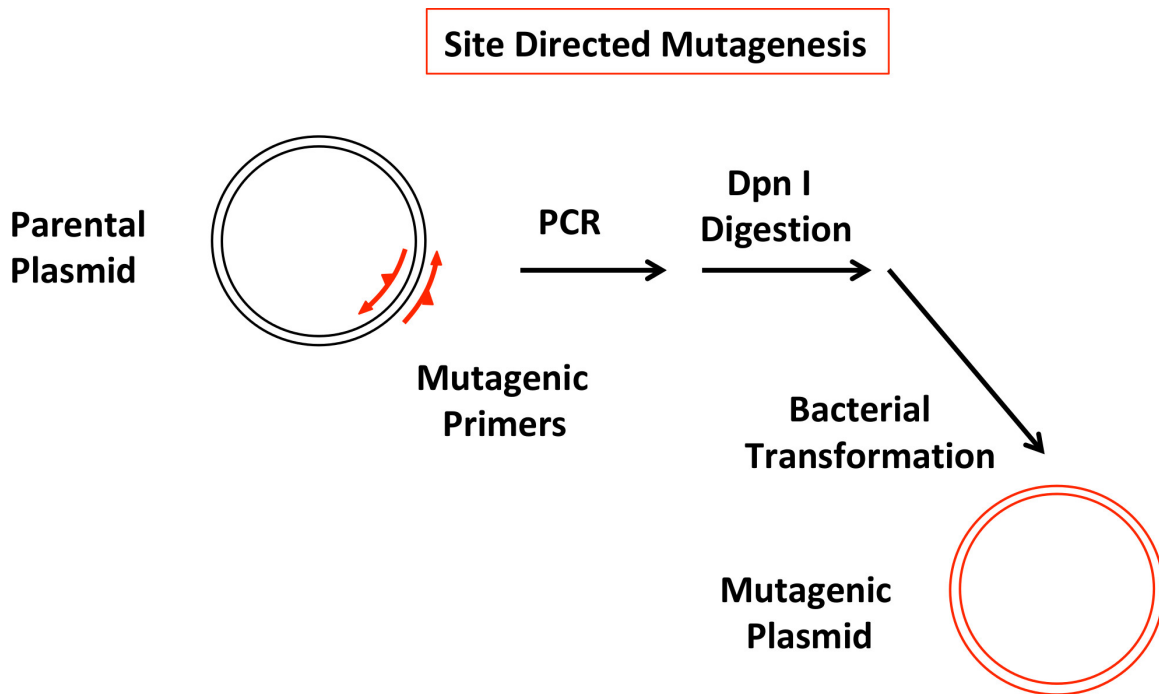 Site Directed Mutagenesis
Parental
Plasmid
Mutagenic
Primers
PCR
Dpn I
Digestion
Bacterial
Transformation
Mutagenic
Plasmid